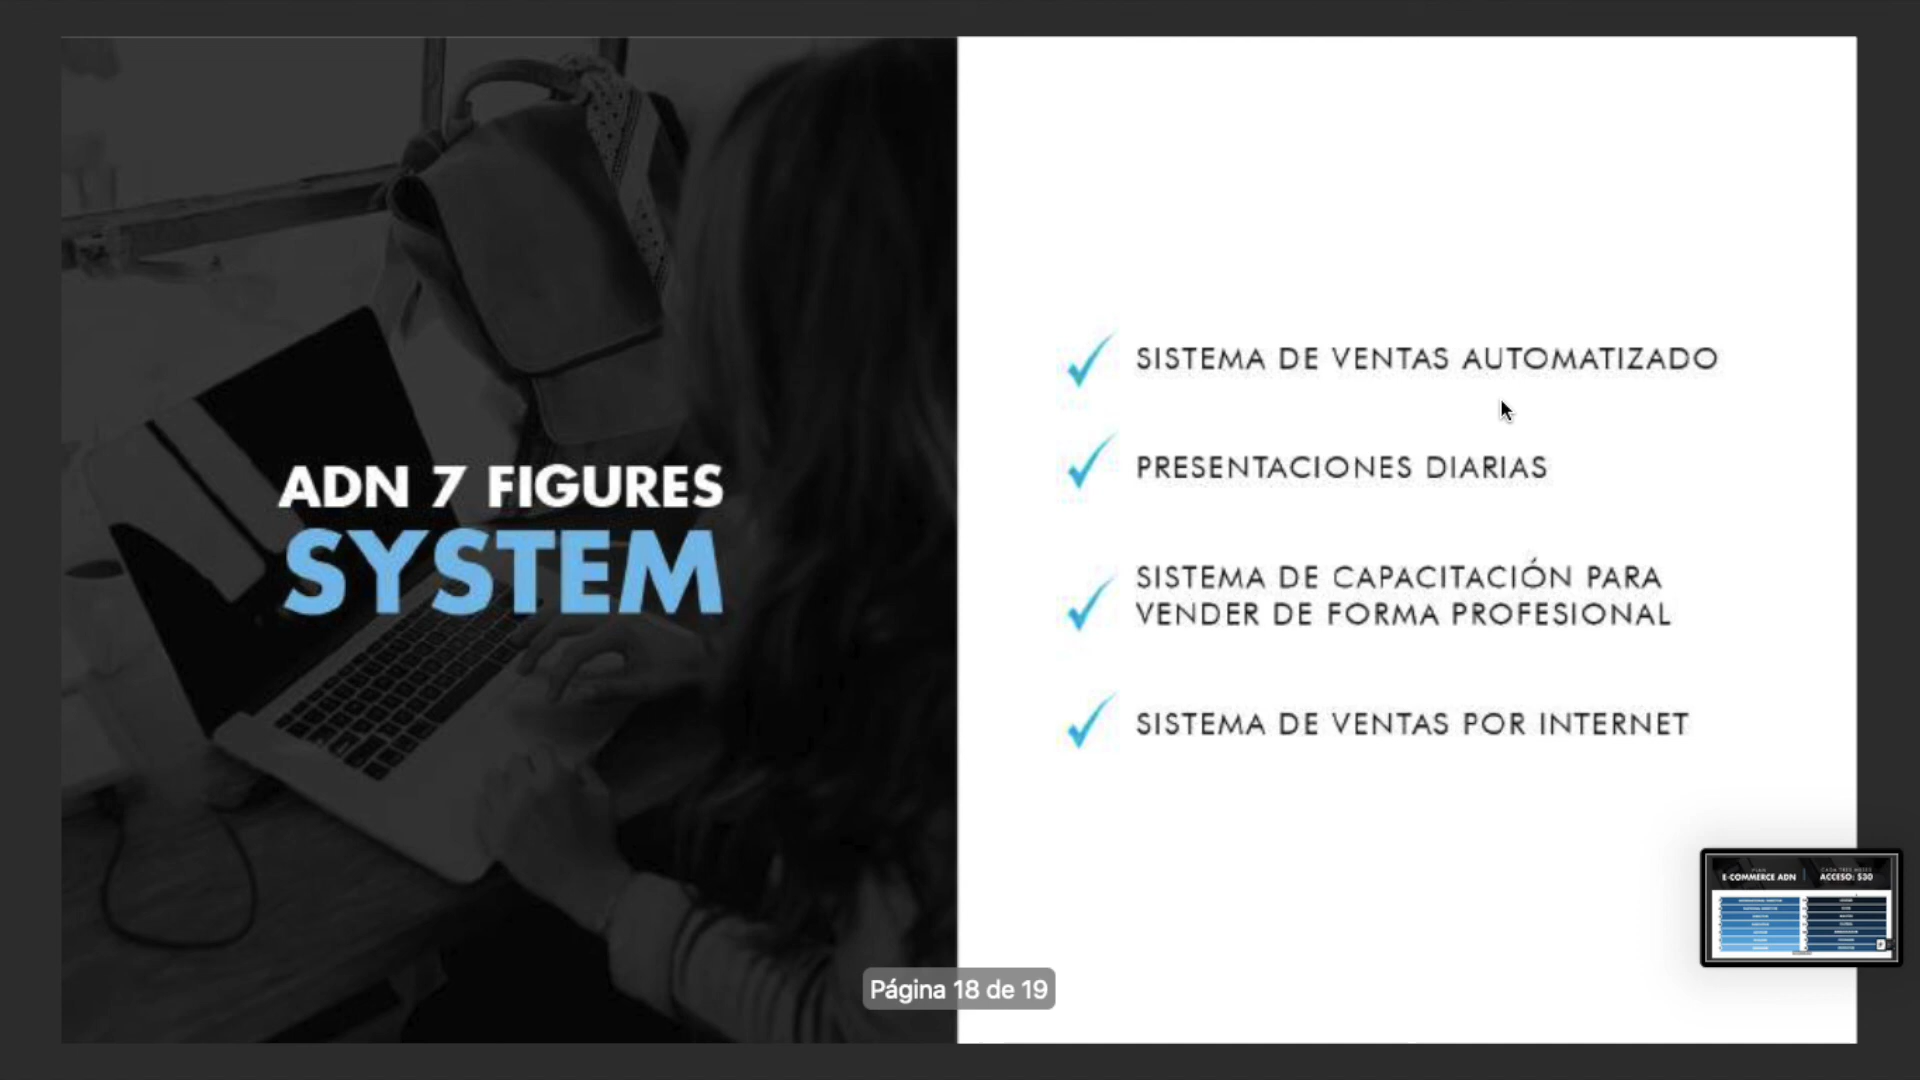 ADN 7 FIGURES
SYSTEM
SISTEMA DE VENTAS AUTOMATIZADO
PRESENTACIONES DIARIAS
SISTEMA DE CAPACITACIÓN PARA
VENDER DE FORMA PROFESIONAL
SISTEMA DE VENTAS POR INTERNET
Página 18 de 19
E-COMMERCE ADN
ACCESO: $30